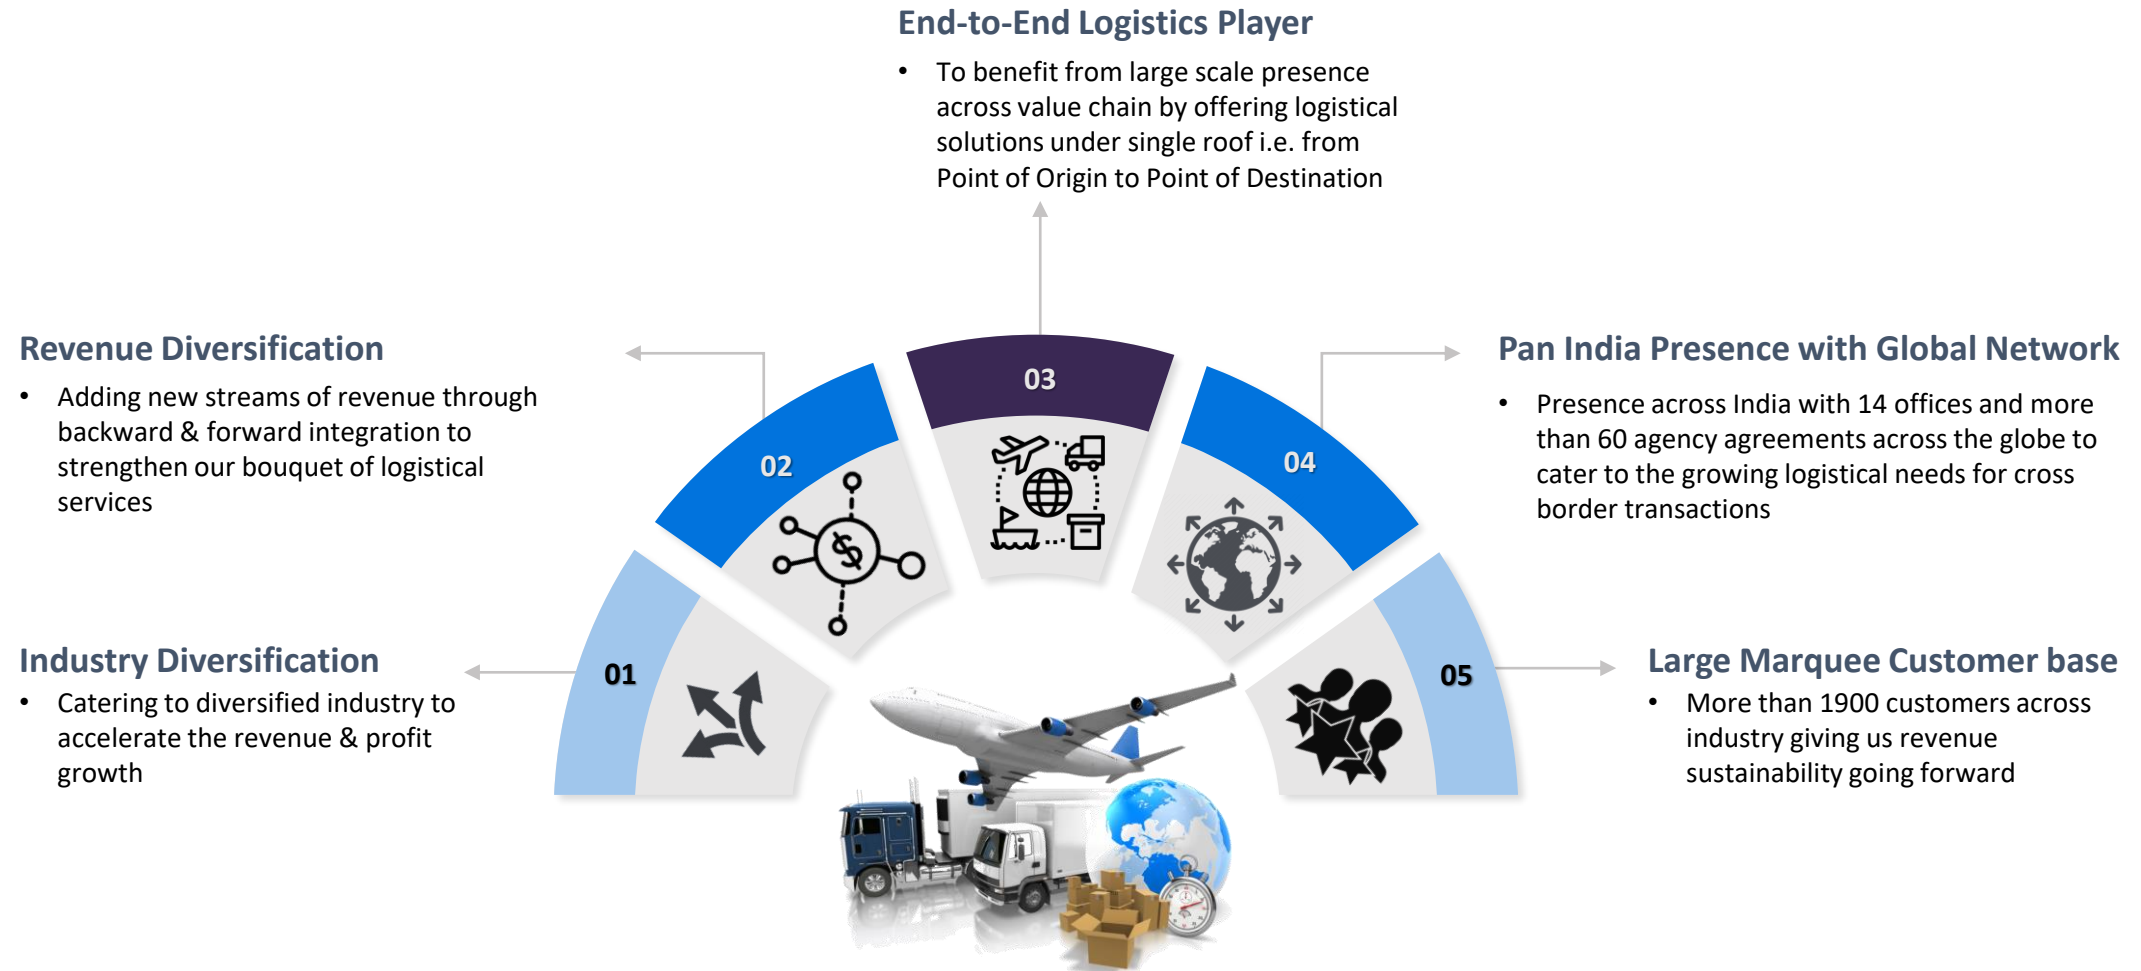 End-to-End Logistics Player
• To benefit from large scale presence
across value chain by offering logistical
solutions under single roof i.e. from
Point of Origin to Point of Destination
Revenue Diversification
• Adding new streams of revenue through
backward & forward integration to
strengthen our bouquet of logistical
services
Industry Diversification
• Catering to diversified industry to
accelerate the revenue & profit
growth
01
02
03
04
05
Pan India Presence with Global Network
• Presence across India with 14 offices and more
than 60 agency agreements across the globe to
cater to the growing logistical needs for cross
border transactions
Large Marquee Customer base
• More than 1900 customers across
industry giving us revenue
sustainability going forward